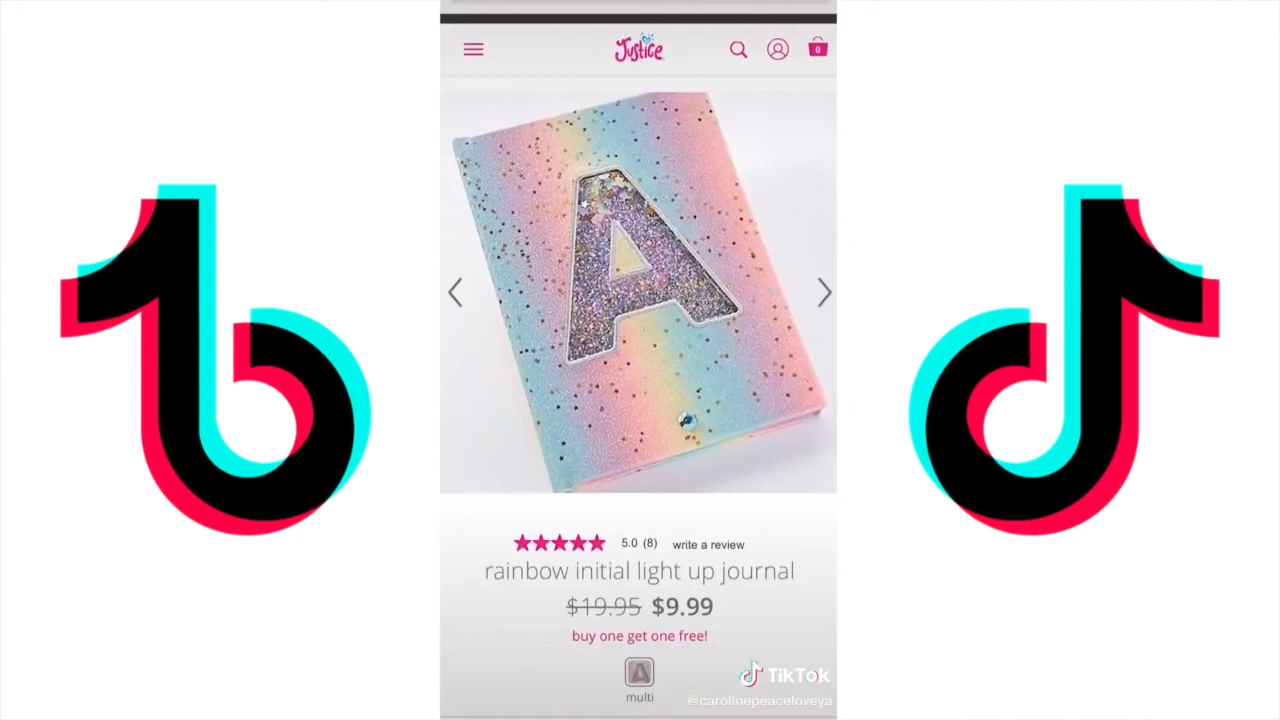 Justice
0
A
5.0 (8) write a review
rainbow initial light up journal
$19.95 $9.99
buy one get one free!
A
multi
TikTok
@carolinepeaceloveya